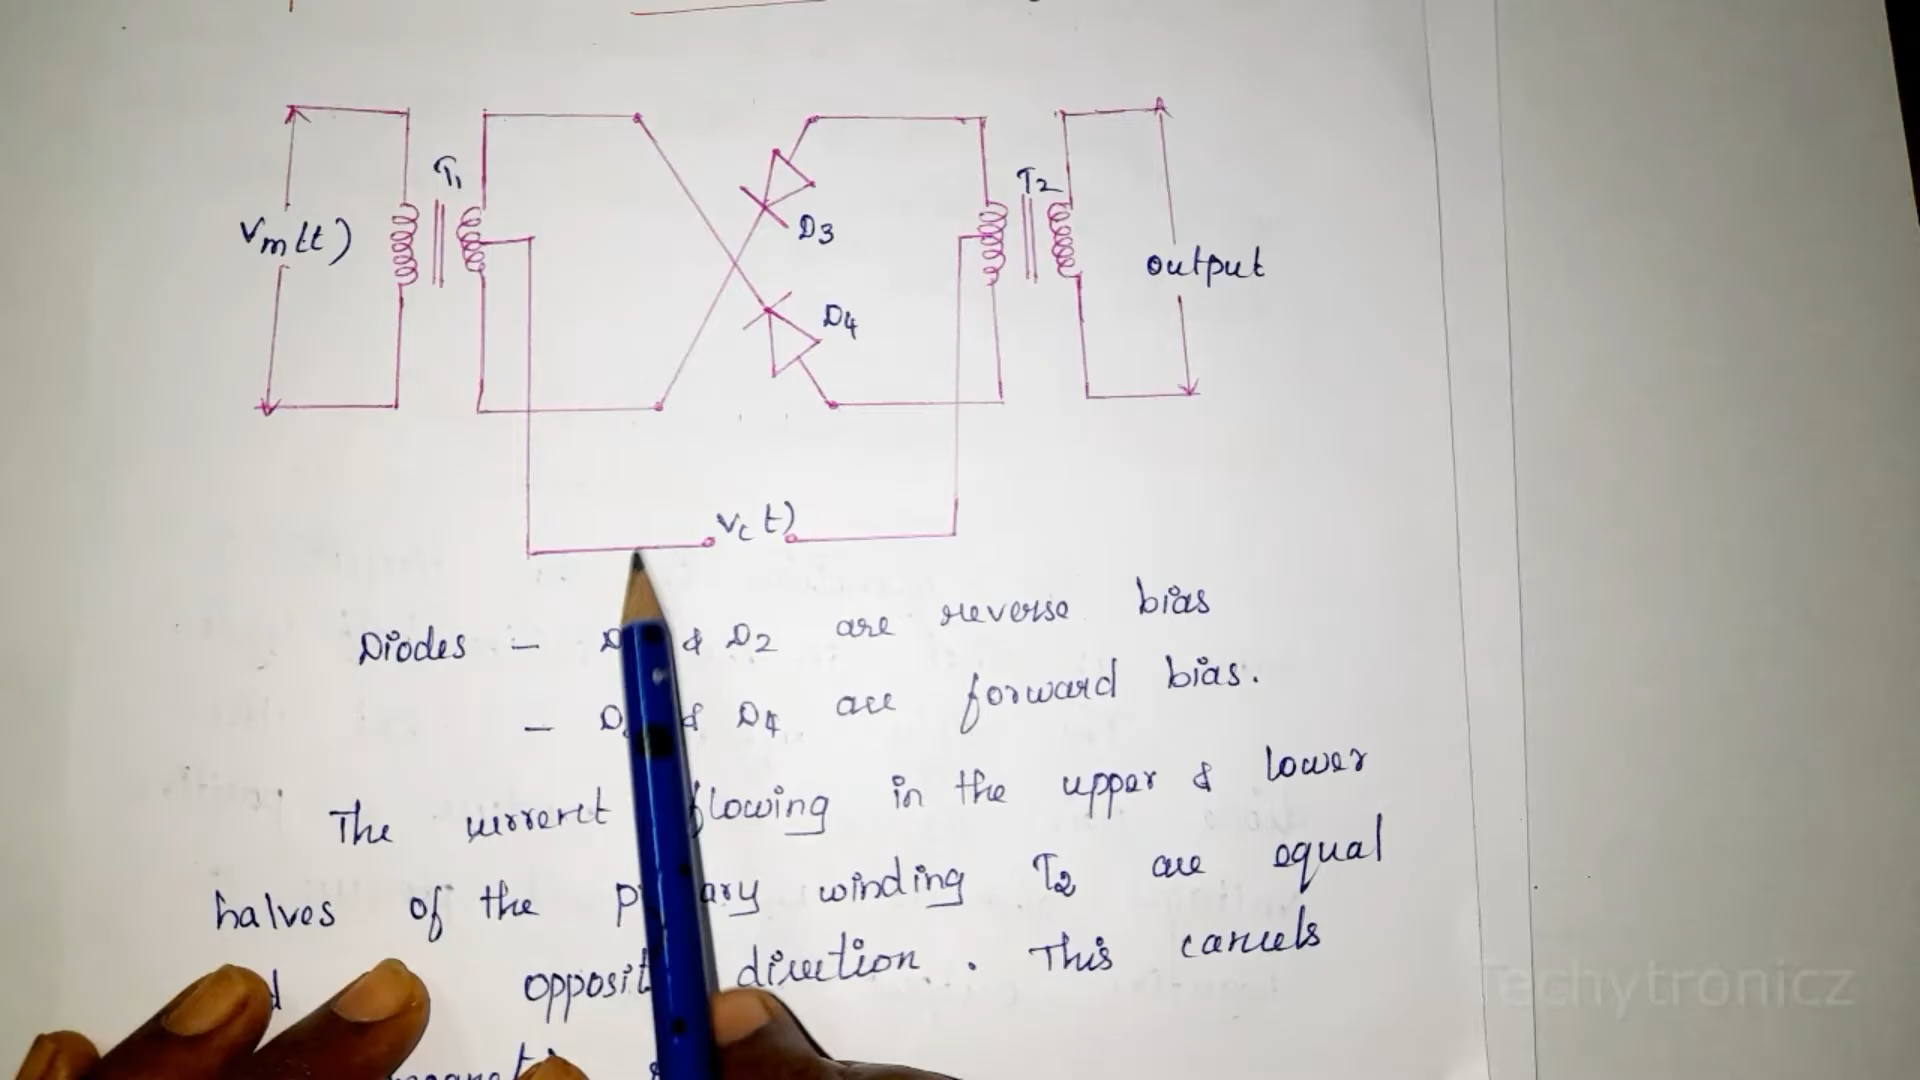 T1
T2
Vm(t)
D3
output
D4
Vc t)
Diodes - & D2 are reverse bias
- & D4 are forward bias.
The current flowing in the upper & lower
halves of the winding T2 are equal
direction. This cancels
Techytronicz